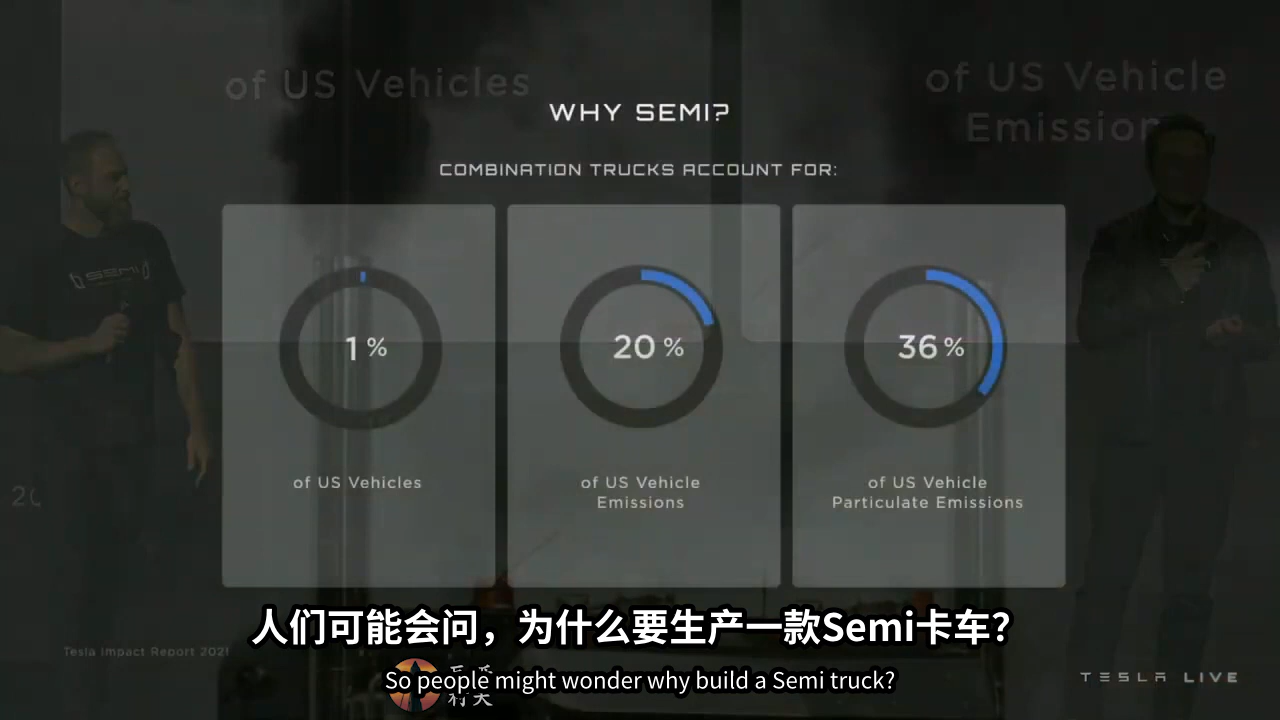 of US Vehicles
of US Vehicle
Emission
WHY SEMI?
COMBINATION TRUCKS ACCOUNT FOR:
SEMI
1 %
20 %
36 %
of US Vehicles
of US Vehicle
Emissions
of US Vehicle
Particulate Emissions
人们可能会问，为什么要生产一款Semi卡车？
Tesla Impact Report 2021
So people might wonder why build a Semi truck?
TESLA LIVE